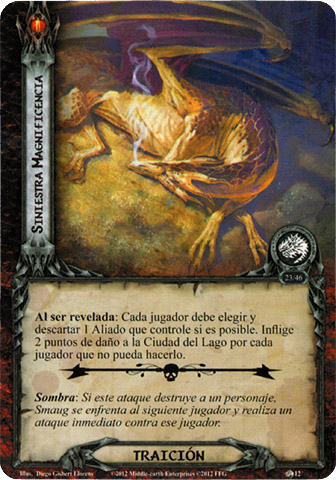 SINIESTRA MAGNIFICENCIA
23/46
Al ser revelada: Cada jugador debe elegir y
descartar 1 Aliado que controle si es posible. Inflige
2 puntos de daño a la Ciudad del Lago por cada
jugador que no pueda hacerlo.
Sombra: Si este ataque destruye a un personaje,
Smaug se enfrenta al siguiente jugador y realiza un
ataque inmediato contra ese jugador.
TRAICIÓN
Illus. Diego Gisbert Llorens ©2012 Middle-earth Enterprises ©2012 FFG 12